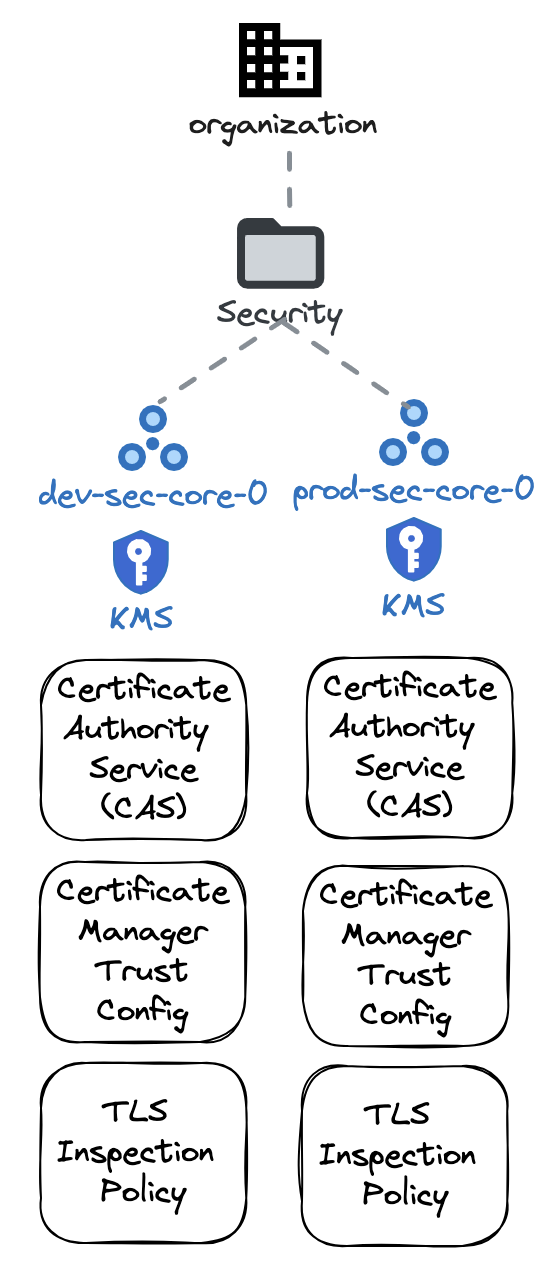 organization
Security
dev-sec-core-0
prod-sec-core-0
KMS
KMS
Certificate
Authority
Service
(CAS)
Certificate
Authority
Service
(CAS)
Certificate
Manager
Trust
Config
Certificate
Manager
Trust
Config
TLS
Inspection
Policy
TLS
Inspection
Policy